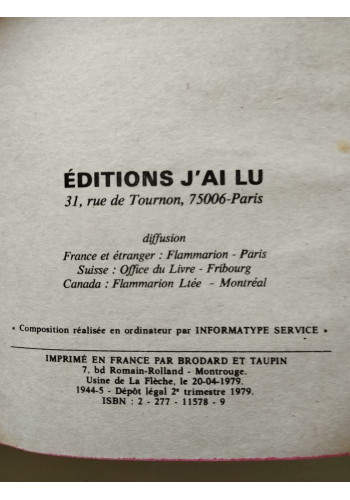 ÉDITIONS J'AI LU
31, rue de Tournon, 75006-Paris
diffusion
France et étranger : Flammarion - Paris
Suisse : Office du Livre - Fribourg
Canada : Flammarion Ltée - Montréal
• Composition réalisée en ordinateur par INFORMATYPE SERVICE •
IMPRIMÉ EN FRANCE PAR BRODARD ET TAUPIN
7, bd Romain-Rolland - Montrouge.
Usine de La Flèche, le 20-04-1979.
1944-5 - Dépôt légal 2e trimestre 1979.
ISBN : 2 - 277 - 11578 - 9